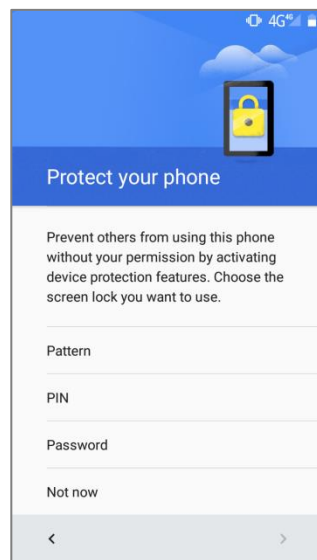 4G 4G
Protect your phone
Prevent others from using this phone
without your permission by activating
device protection features. Choose the
screen lock you want to use.
Pattern
PIN
Password
Not now